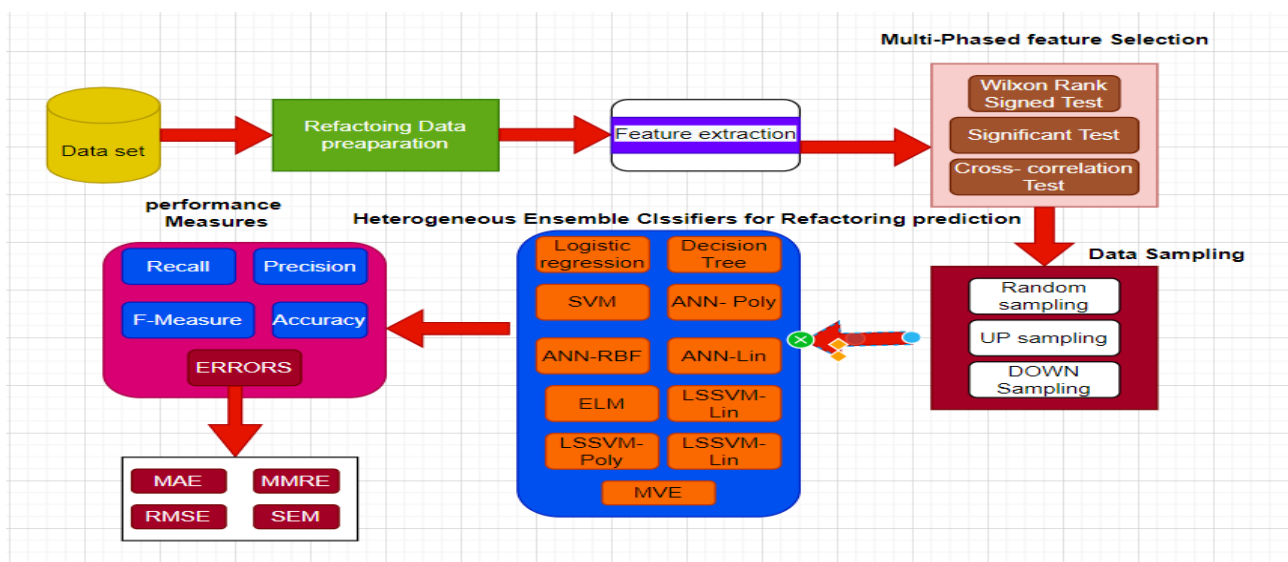 Multi-Phased feature Selection
Data set
Refactoing Data
preaparation
Feature extraction
Wilxon Rank
Signed Test
Significant Test
Cross- correlation
Test
Data Sampling
Random
sampling
UP sampling
DOWN
Sampling
Heterogeneous Ensemble Clssifiers for Refactoring prediction
Logistic
regression
Decision
Tree
SVM
ANN- Poly
ANN-RBF
ANN-Lin
ELM
LSSVM-
Lin
LSSVM-
Poly
LSSVM-
Lin
MVE
performance
Measures
Recall
Precision
F-Measure
Accuracy
ERRORS
MAE
MMRE
RMSE
SEM